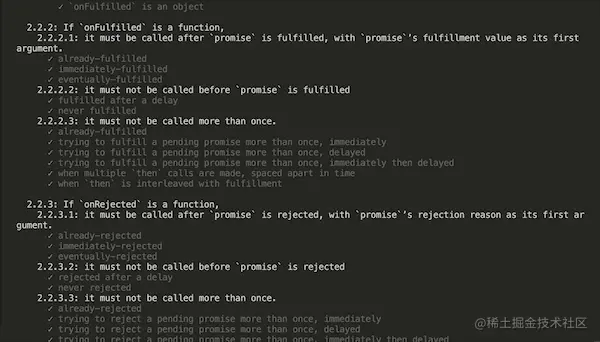 ✓ `onFulfilled` is an object
2.2.2: If `onFulfilled` is a function,
2.2.2.1: it must be called after `promise` is fulfilled, with `promise`’s fulfillment value as its first
argument.
✓ already-fulfilled
✓ immediately-fulfilled
✓ eventually-fulfilled
2.2.2.2: it must not be called before `promise` is fulfilled
✓ fulfilled after a delay
✓ never fulfilled
2.2.2.3: it must not be called more than once.
✓ already-fulfilled
✓ trying to fulfill a pending promise more than once, immediately
✓ trying to fulfill a pending promise more than once, delayed
✓ trying to fulfill a pending promise more than once, immediately then delayed
✓ when multiple `then` calls are made, spaced apart in time
✓ when `then` is interleaved with fulfillment
2.2.3: If `onRejected` is a function,
2.2.3.1: it must be called after `promise` is rejected, with `promise`’s rejection reason as its first ar
gument.
✓ already-rejected
✓ immediately-rejected
✓ eventually-rejected
2.2.3.2: it must not be called before `promise` is rejected
✓ rejected after a delay
✓ never rejected
2.2.3.3: it must not be called more than once.
✓ already-rejected
✓ trying to reject a pending promise more than once, immediately
✓ trying to reject a pending promise more than once, delayed
✓ trying to reject a pending promise more than once, immediately then delayed
@稀土掘金技术社区